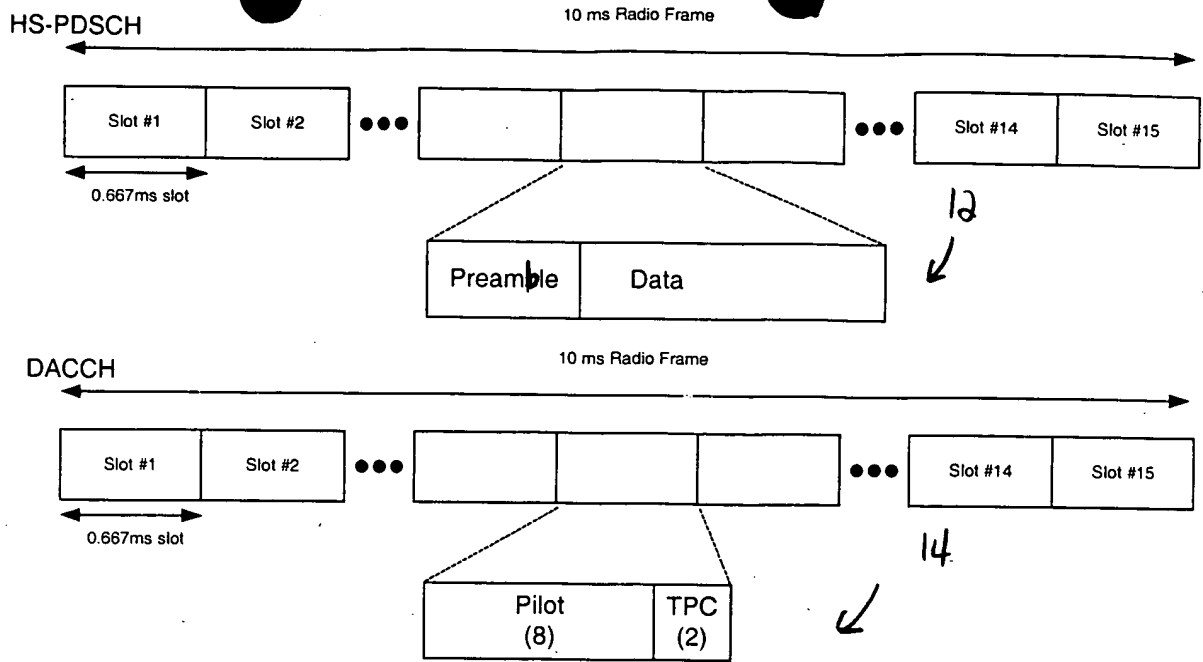 HS-PDSCH
10 ms Radio Frame
Slot #1 Slot #2 Slot #14 Slot #15
0.667ms slot
12
Preamble Data
DACCH
10 ms Radio Frame
Slot #1 Slot #2 Slot #14 Slot #15
0.667ms slot
14
Pilot TPC
(8) (2)